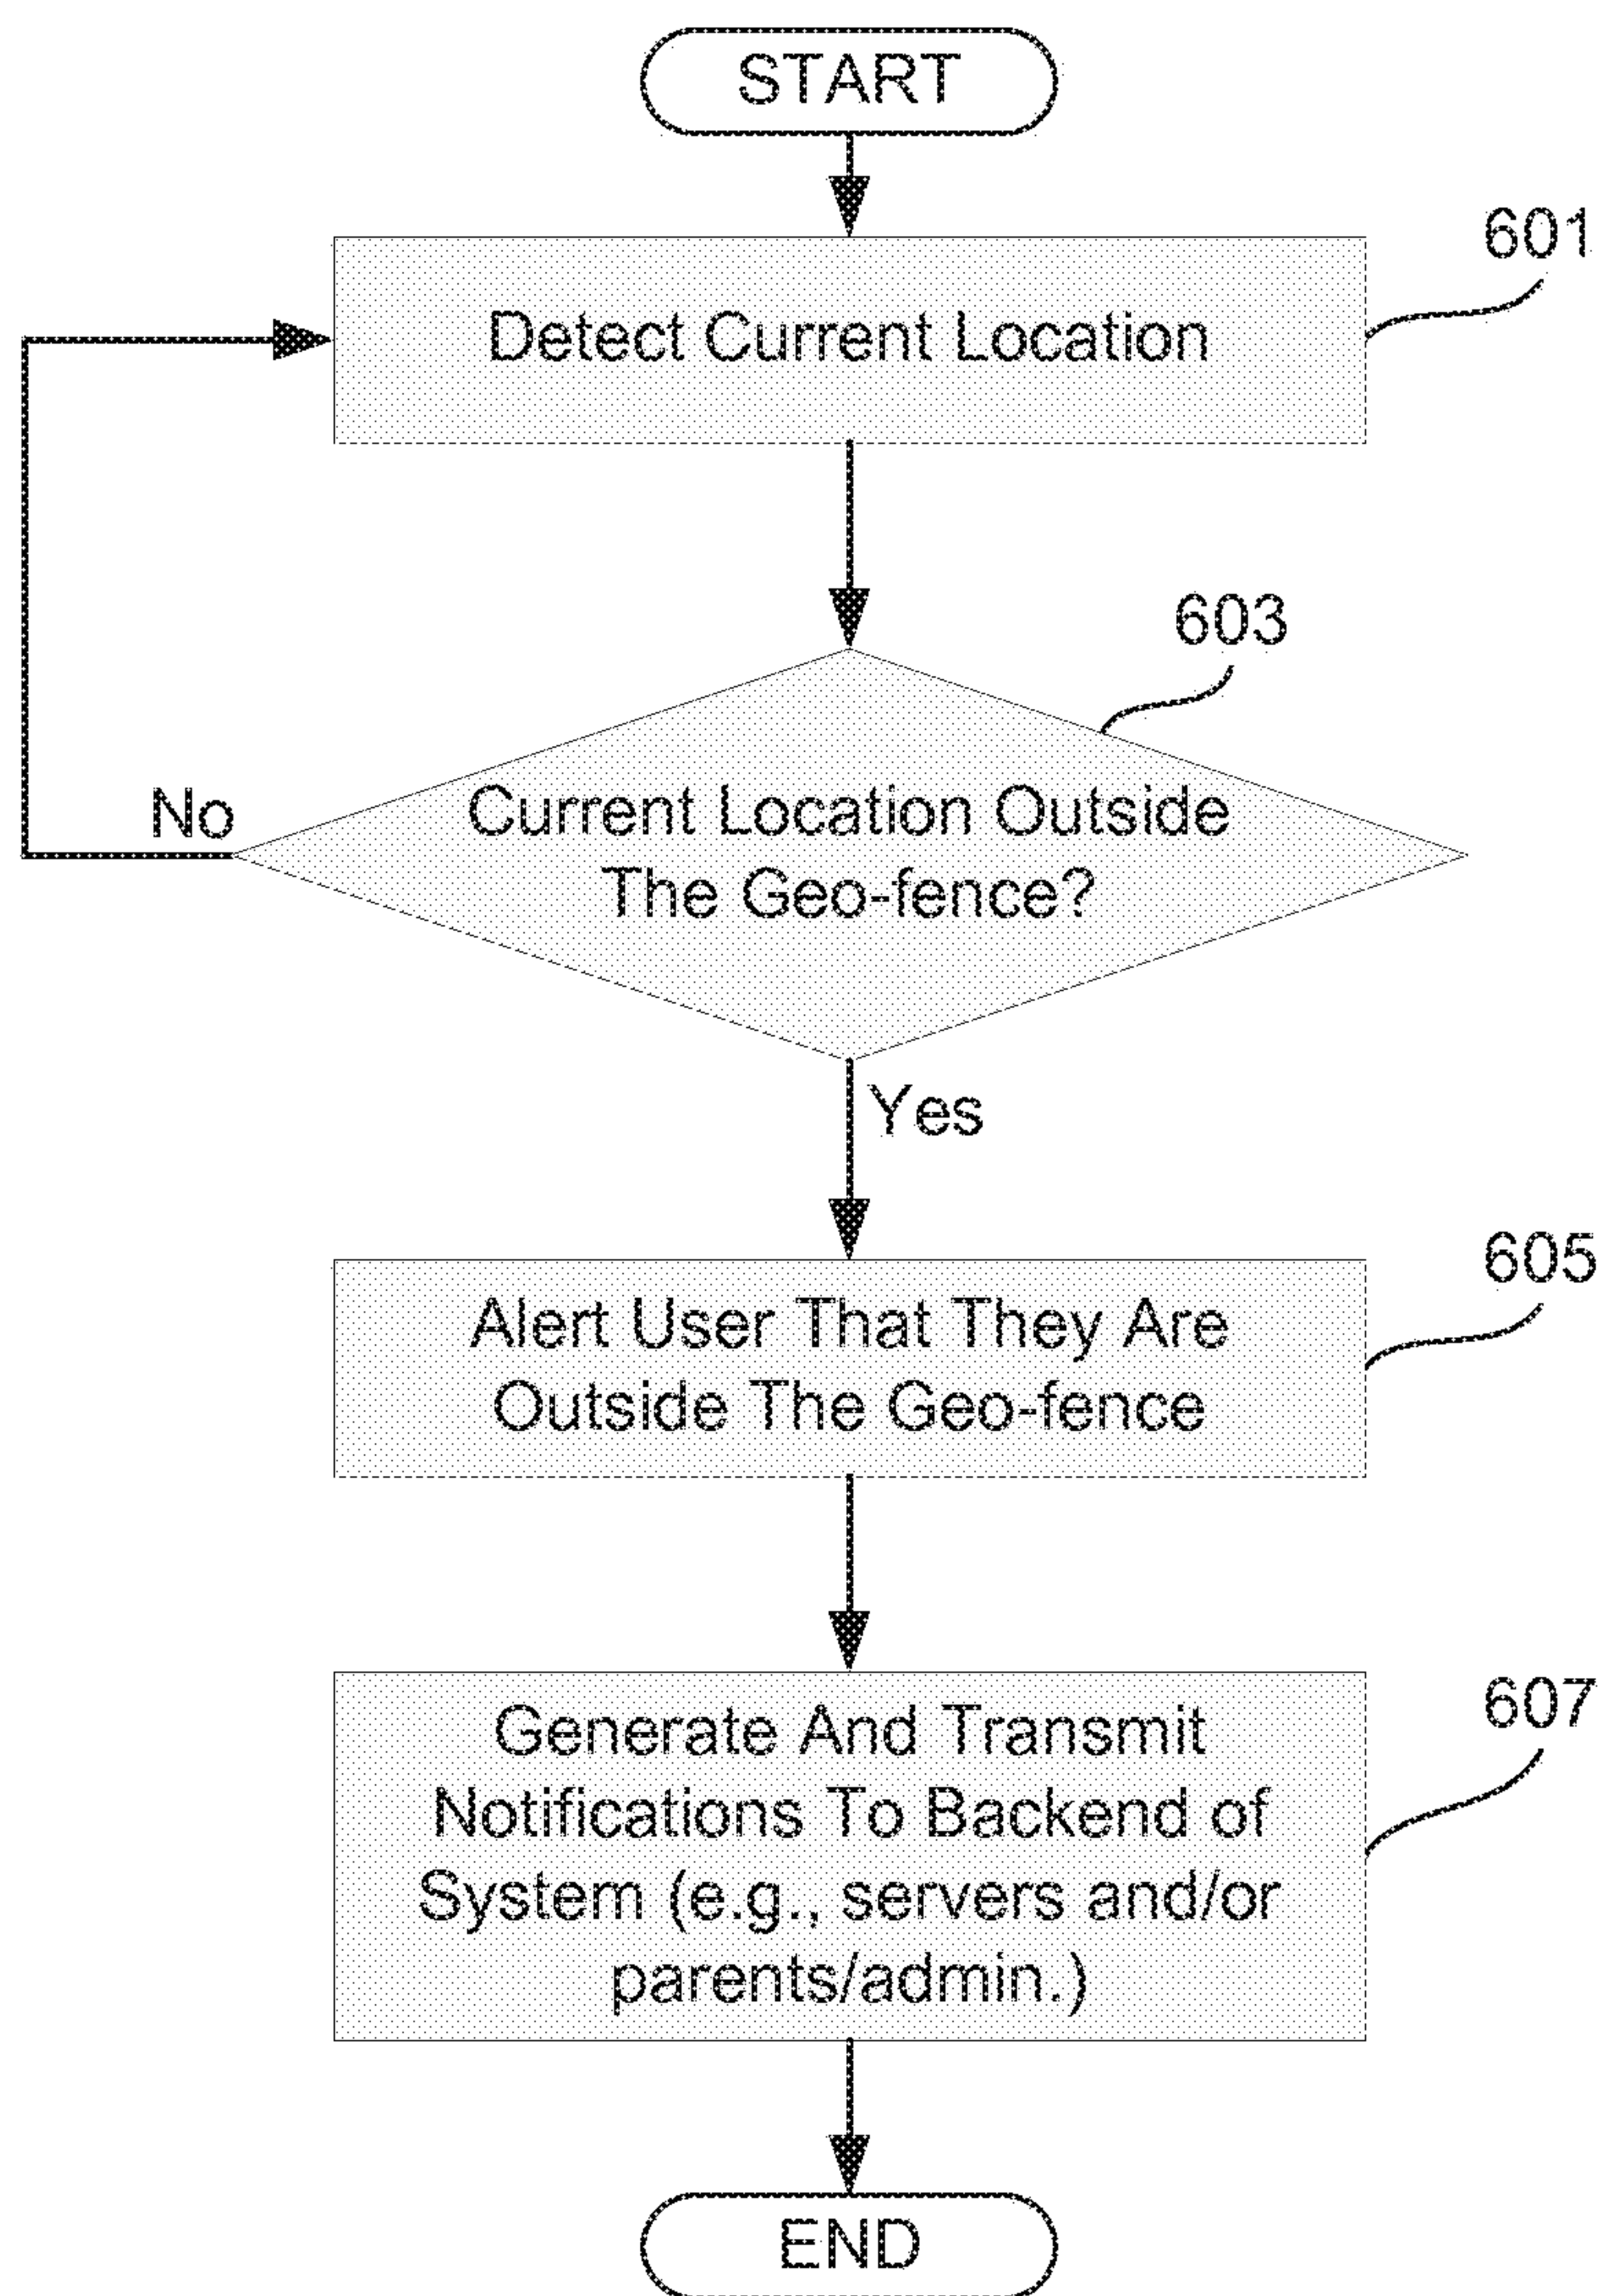 START
601
Detect Current Location
603
No
Current Location Outside
The Geo-fence?
Yes
605
Alert User That They Are
Outside The Geo-fence
607
Generate And Transmit
Notifications To Backend of
System (e.g., servers and/or
parents/admin.)
END